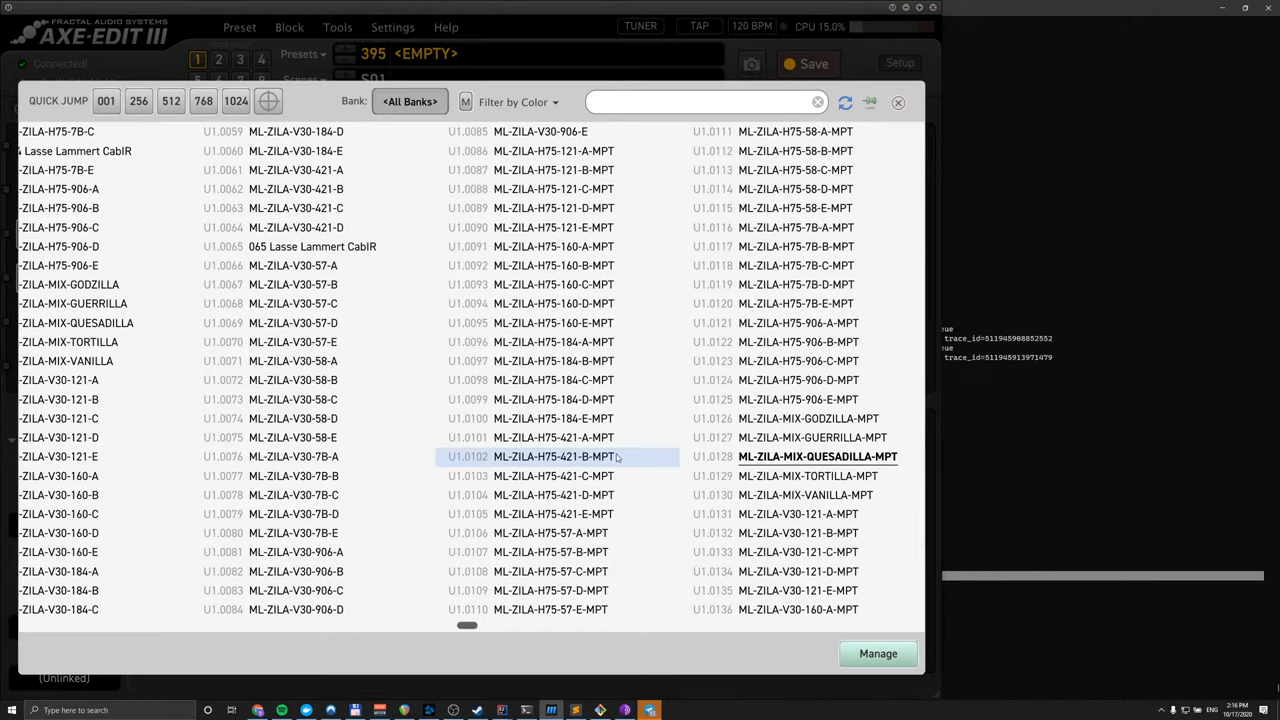 FRACTAL AUDIO SYSTEMS
AXE-EDIT III
Preset
Block
Tools
Settings
Help
TUNER
TAP
120 BPM
CPU 15.0%
Connected!
1
2
3
4
Presets
395 <EMPTY>
Save
Setup
QUICK JUMP
001
256
512
768
1024
Bank:
<All Banks>
M
Filter by Color
-ZILA-H75-7B-C
Lasse Lammert CabIR
-ZILA-H75-7B-E
-ZILA-H75-906-A
-ZILA-H75-906-B
-ZILA-H75-906-C
-ZILA-H75-906-D
-ZILA-H75-906-E
-ZILA-MIX-GODZILLA
-ZILA-MIX-GUERRILLA
-ZILA-MIX-QUESADILLA
-ZILA-MIX-TORTILLA
-ZILA-MIX-VANILLA
-ZILA-V30-121-A
-ZILA-V30-121-B
-ZILA-V30-121-C
-ZILA-V30-121-D
-ZILA-V30-121-E
-ZILA-V30-160-A
-ZILA-V30-160-B
-ZILA-V30-160-C
-ZILA-V30-160-D
-ZILA-V30-160-E
-ZILA-V30-184-A
-ZILA-V30-184-B
-ZILA-V30-184-C
U1.0059 ML-ZILA-V30-184-D
U1.0060 ML-ZILA-V30-184-E
U1.0061 ML-ZILA-V30-421-A
U1.0062 ML-ZILA-V30-421-B
U1.0063 ML-ZILA-V30-421-C
U1.0064 ML-ZILA-V30-421-D
U1.0065 065 Lasse Lammert CabIR
U1.0066 ML-ZILA-V30-57-A
U1.0067 ML-ZILA-V30-57-B
U1.0068 ML-ZILA-V30-57-C
U1.0069 ML-ZILA-V30-57-D
U1.0070 ML-ZILA-V30-57-E
U1.0071 ML-ZILA-V30-58-A
U1.0072 ML-ZILA-V30-58-B
U1.0073 ML-ZILA-V30-58-C
U1.0074 ML-ZILA-V30-58-D
U1.0075 ML-ZILA-V30-58-E
U1.0076 ML-ZILA-V30-7B-A
U1.0077 ML-ZILA-V30-7B-B
U1.0078 ML-ZILA-V30-7B-C
U1.0079 ML-ZILA-V30-7B-D
U1.0080 ML-ZILA-V30-7B-E
U1.0081 ML-ZILA-V30-906-A
U1.0082 ML-ZILA-V30-906-B
U1.0083 ML-ZILA-V30-906-C
U1.0084 ML-ZILA-V30-906-D
U1.0085 ML-ZILA-V30-906-E
U1.0086 ML-ZILA-H75-121-A-MPT
U1.0087 ML-ZILA-H75-121-B-MPT
U1.0088 ML-ZILA-H75-121-C-MPT
U1.0089 ML-ZILA-H75-121-D-MPT
U1.0090 ML-ZILA-H75-121-E-MPT
U1.0091 ML-ZILA-H75-160-A-MPT
U1.0092 ML-ZILA-H75-160-B-MPT
U1.0093 ML-ZILA-H75-160-C-MPT
U1.0094 ML-ZILA-H75-160-D-MPT
U1.0095 ML-ZILA-H75-160-E-MPT
U1.0096 ML-ZILA-H75-184-A-MPT
U1.0097 ML-ZILA-H75-184-B-MPT
U1.0098 ML-ZILA-H75-184-C-MPT
U1.0099 ML-ZILA-H75-184-D-MPT
U1.0100 ML-ZILA-H75-184-E-MPT
U1.0101 ML-ZILA-H75-421-A-MPT
U1.0102 ML-ZILA-H75-421-B-MPT
U1.0103 ML-ZILA-H75-421-C-MPT
U1.0104 ML-ZILA-H75-421-D-MPT
U1.0105 ML-ZILA-H75-421-E-MPT
U1.0106 ML-ZILA-H75-57-A-MPT
U1.0107 ML-ZILA-H75-57-B-MPT
U1.0108 ML-ZILA-H75-57-C-MPT
U1.0109 ML-ZILA-H75-57-D-MPT
U1.0110 ML-ZILA-H75-57-E-MPT
U1.0111 ML-ZILA-H75-58-A-MPT
U1.0112 ML-ZILA-H75-58-B-MPT
U1.0113 ML-ZILA-H75-58-C-MPT
U1.0114 ML-ZILA-H75-58-D-MPT
U1.0115 ML-ZILA-H75-58-E-MPT
U1.0116 ML-ZILA-H75-7B-A-MPT
U1.0117 ML-ZILA-H75-7B-B-MPT
U1.0118 ML-ZILA-H75-7B-C-MPT
U1.0119 ML-ZILA-H75-7B-D-MPT
U1.0120 ML-ZILA-H75-7B-E-MPT
U1.0121 ML-ZILA-H75-906-A-MPT
U1.0122 ML-ZILA-H75-906-B-MPT
U1.0123 ML-ZILA-H75-906-C-MPT
U1.0124 ML-ZILA-H75-906-D-MPT
U1.0125 ML-ZILA-H75-906-E-MPT
U1.0126 ML-ZILA-MIX-GODZILLA-MPT
U1.0127 ML-ZILA-MIX-GUERRILLA-MPT
U1.0128 ML-ZILA-MIX-QUESADILLA-MPT
U1.0129 ML-ZILA-MIX-TORTILLA-MPT
U1.0130 ML-ZILA-MIX-VANILLA-MPT
U1.0131 ML-ZILA-V30-121-A-MPT
U1.0132 ML-ZILA-V30-121-B-MPT
U1.0133 ML-ZILA-V30-121-C-MPT
U1.0134 ML-ZILA-V30-121-D-MPT
U1.0135 ML-ZILA-V30-121-E-MPT
U1.0136 ML-ZILA-V30-160-A-MPT
eue
trace_id=511945908852552
eue
trace_id=511945913971479
Manage
(Unlinked)
Type here to search
ENG
2:16 PM
10/17/2020